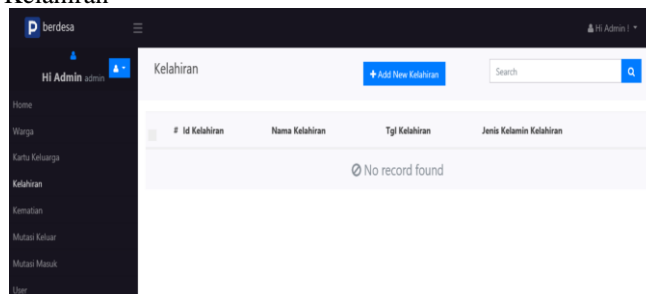 Kelahiran
berdesa
Hi Admin !
Hi Admin admin
Home
Warga
Kartu Keluarga
Kelahiran
Kematian
Mutasi Keluar
Mutasi Masuk
User
Kelahiran
+ Add New Kelahiran
Search
# Id Kelahiran Nama Kelahiran Tgl Kelahiran Jenis Kelamin Kelahiran
No record found